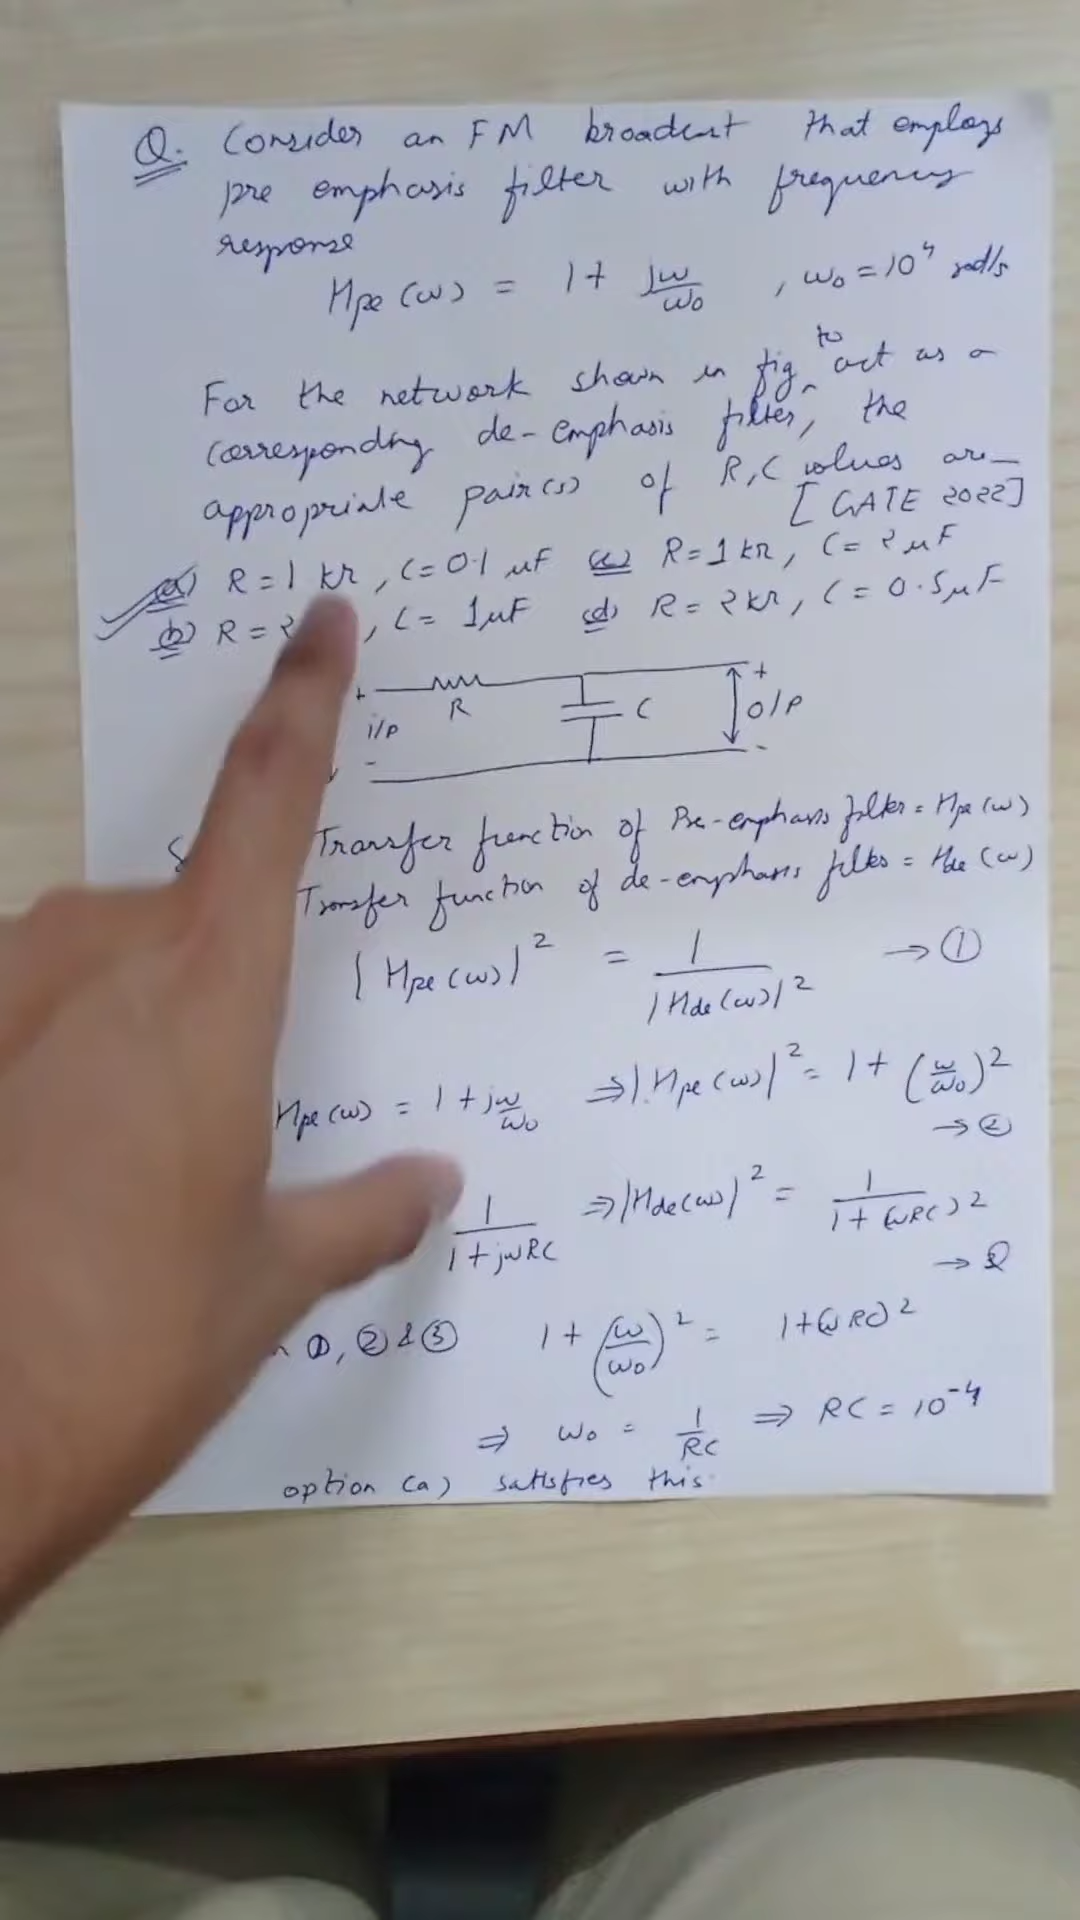 Q. Consider an FM broadcast that employs
pre emphasis filter with frequency
response
Hpe (ω) = 1 + jω/ω0 , ω0 = 10⁴ rad/s
For the network shown in fig to act as a
corresponding de-emphasis filter, the
appropriate pair(s) of R, C values are_
[GATE 2022]
(a) R = 1 kΩ, C = 0.1 μF (c) R = 1 kΩ, C = 2 μF
(b) R = 2 , C = 1 μF (d) R = 2 kΩ, C = 0.5 μF
+ R C + O/P
i/p
- -
Transfer function of Pre-emphasis filter = Hpe (ω)
Transfer function of de-emphasis filter = Hde (ω)
|Hpe (ω)|² = 1/|Hde (ω)|² → ①
Hpe (ω) = 1 + jω/ω0 ⇒ |Hpe (ω)|² = 1 + (ω/ω0)²
→ ②
1/(1 + jωRC) ⇒ |Hde (ω)|² = 1/(1 + (ωRC)²)
→
①, ② & ③ 1 + (ω/ω0)² = 1 + (ωRC)²
⇒ ω0 = 1/RC ⇒ RC = 10⁻⁴
option (a) satisfies this.